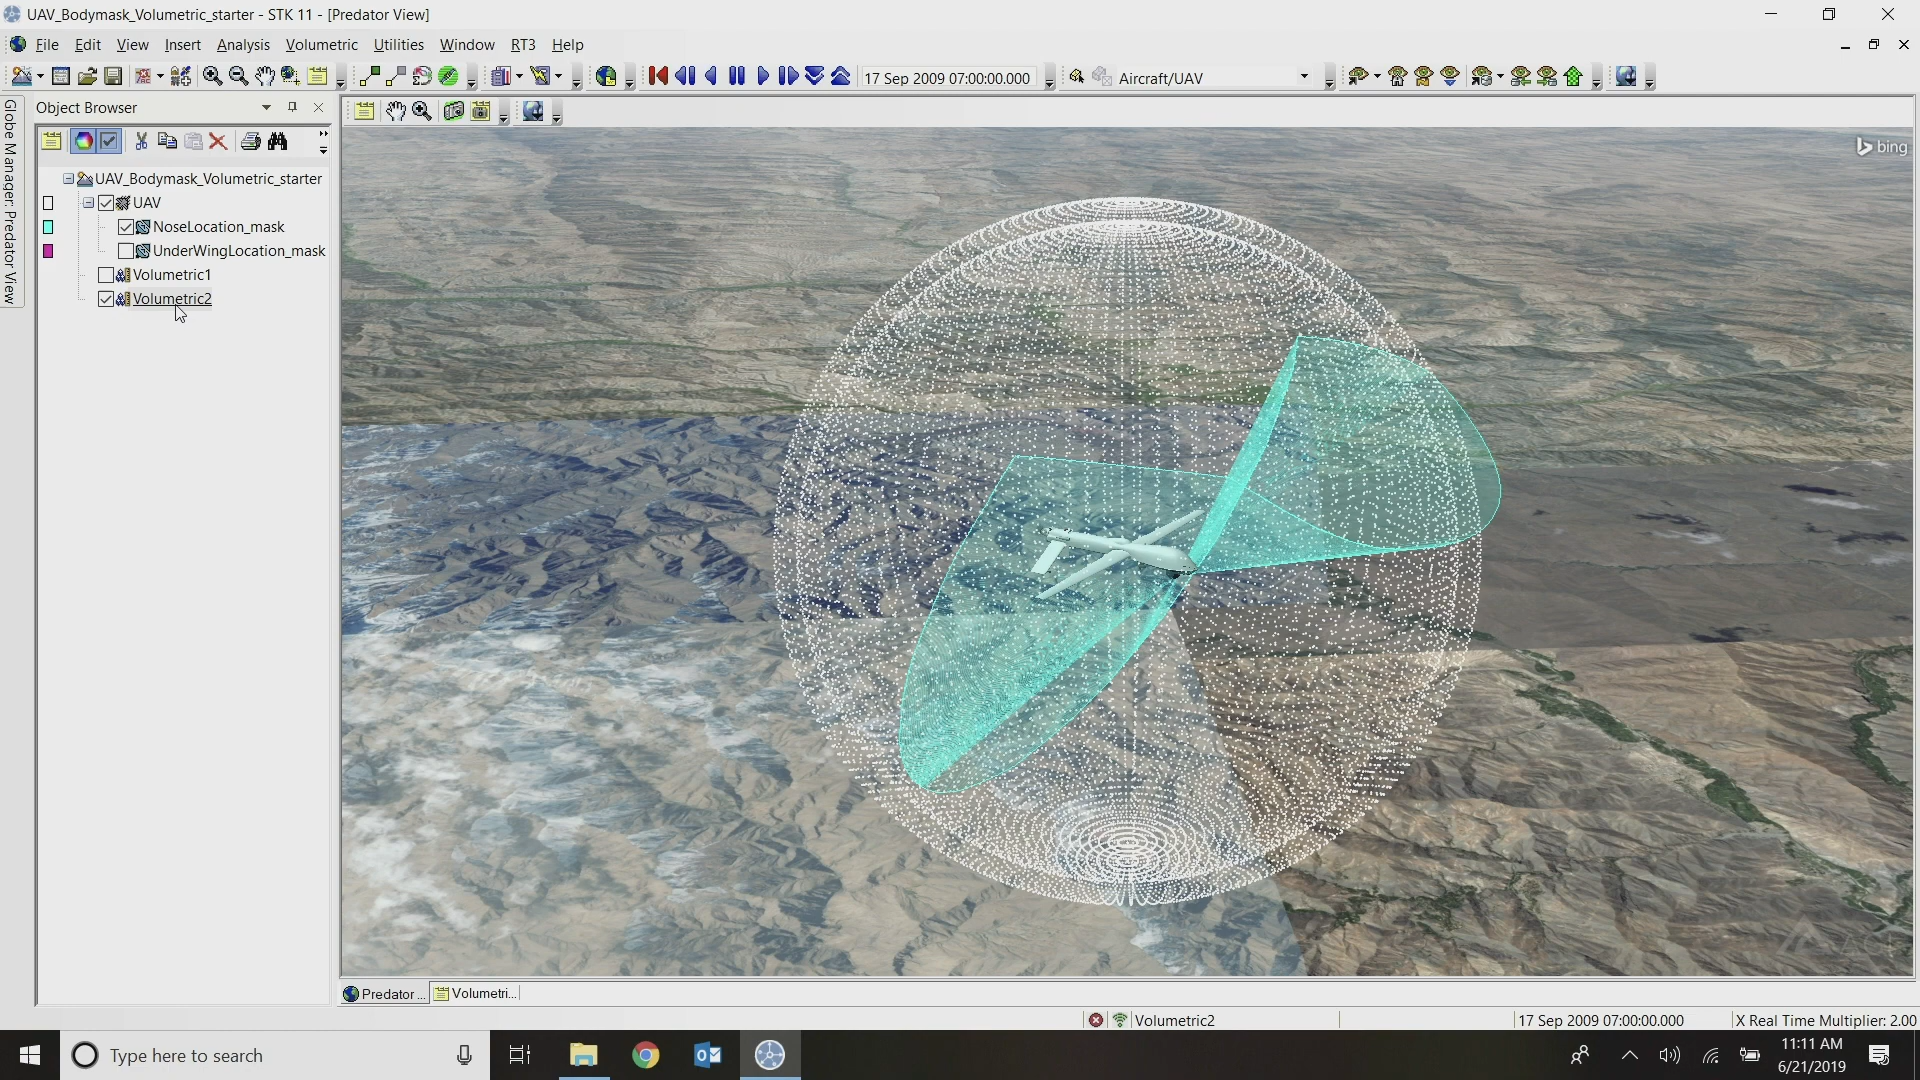 UAV_Bodymask_Volumetric_starter - STK 11 - [Predator View]
File Edit View Insert Analysis Volumetric Utilities Window RT3 Help
17 Sep 2009 07:00:00.000 Aircraft/UAV
Globe Manager: Predator View
Object Browser
UAV_Bodymask_Volumetric_starter
UAV
NoseLocation_mask
UnderWingLocation_mask
Volumetric1
Volumetric2
bing
Predator ... Volumetri...
Volumetric2 17 Sep 2009 07:00:00.000 X Real Time Multiplier: 2.00
Type here to search
11:11 AM
6/21/2019